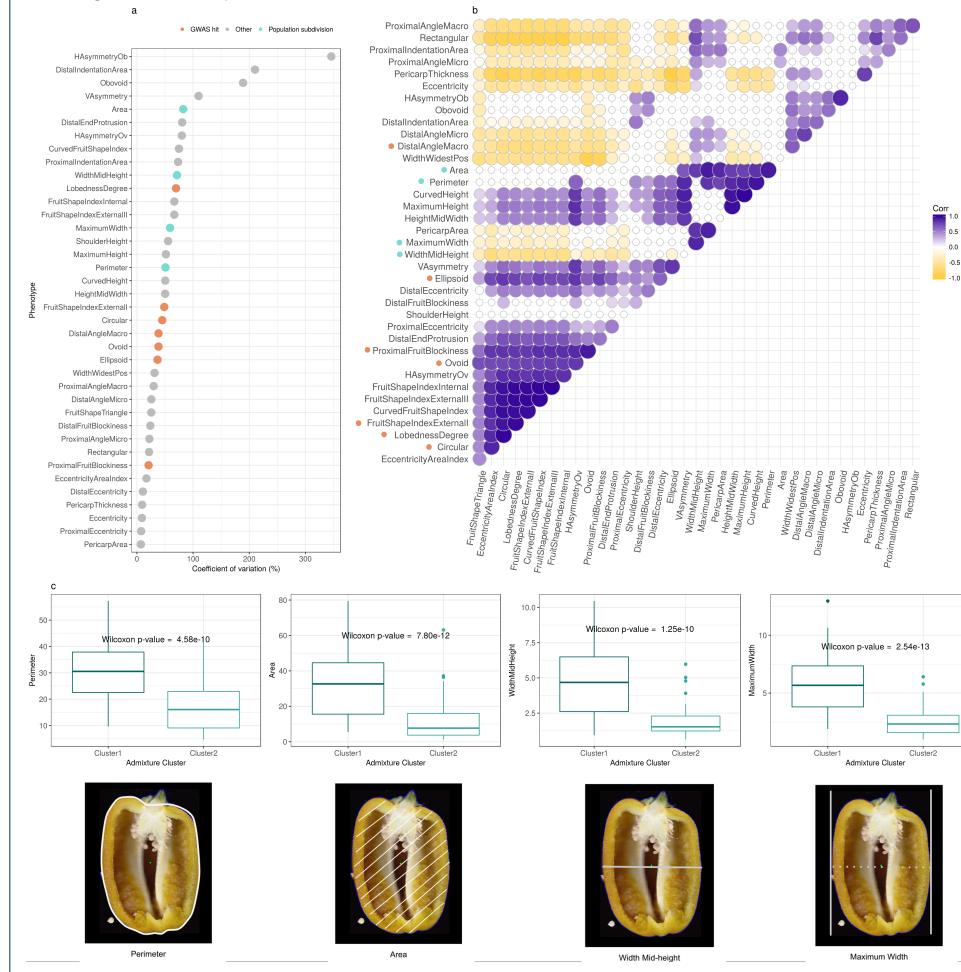 a
GWAS hit
Other
Population subdivision
Phenotype
HAsymmetryOb
DistalIndentationArea
Obovoid
VAsymmetry
Area
DistalEndProtrusion
HAsymmetryOv
CurvedFruitShapeIndex
ProximalIndentationArea
WidthMidHeight
LobednessDegree
FruitShapeIndexInternal
FruitShapeIndexExternalII
MaximumWidth
ShoulderHeight
MaximumHeight
Perimeter
CurvedHeight
HeightMidWidth
FruitShapeIndexExternalI
Circular
DistalAngleMacro
Ovoid
Ellipsoid
WidthWidestPos
ProximalAngleMacro
DistalAngleMicro
FruitShapeTriangle
DistalFruitBlockiness
ProximalAngleMicro
Rectangular
ProximalFruitBlockiness
EccentricityAreaIndex
DistalEccentricity
PericarpThickness
Eccentricity
ProximalEccentricity
PericarpArea
0 100 200 300
Coefficient of variation (%)
b
ProximalAngleMacro
Rectangular
ProximalIndentationArea
ProximalAngleMicro
PericarpThickness
Eccentricity
HAsymmetryOb
Obovoid
DistalIndentationArea
DistalAngleMicro
DistalAngleMacro
WidthWidestPos
Area
Perimeter
CurvedHeight
MaximumHeight
HeightMidWidth
PericarpArea
MaximumWidth
WidthMidHeight
VAsymmetry
Ellipsoid
DistalEccentricity
DistalFruitBlockiness
ShoulderHeight
ProximalEccentricity
DistalEndProtrusion
ProximalFruitBlockiness
Ovoid
HAsymmetryOv
FruitShapeIndexInternal
FruitShapeIndexExternalII
CurvedFruitShapeIndex
FruitShapeIndexExternalI
LobednessDegree
Circular
EccentricityAreaIndex
FruitShapeTriangle
EccentricityAreaIndex
Circular
LobednessDegree
FruitShapeIndexExternalI
CurvedFruitShapeIndex
FruitShapeIndexExternalII
FruitShapeIndexInternal
HAsymmetryOv
Ovoid
ProximalFruitBlockiness
DistalEndProtrusion
ProximalEccentricity
ShoulderHeight
DistalFruitBlockiness
DistalEccentricity
Ellipsoid
VAsymmetry
WidthMidHeight
MaximumWidth
PericarpArea
HeightMidWidth
MaximumHeight
CurvedHeight
Perimeter
Area
WidthWidestPos
DistalAngleMacro
DistalAngleMicro
DistalIndentationArea
Obovoid
HAsymmetryOb
Eccentricity
PericarpThickness
ProximalAngleMicro
ProximalIndentationArea
Rectangular
Corr
1.0
0.5
0.0
-0.5
-1.0
c
Perimeter
50
40
30
20
10
Wilcoxon p-value = 4.58e-10
Cluster1 Cluster2
Admixture Cluster
Area
80
60
40
20
0
Wilcoxon p-value = 7.80e-12
Cluster1 Cluster2
Admixture Cluster
WidthMidHeight
10.0
7.5
5.0
2.5
Wilcoxon p-value = 1.25e-10
Cluster1 Cluster2
Admixture Cluster
MaximumWidth
10
5
Wilcoxon p-value = 2.54e-13
Cluster1 Cluster2
Admixture Cluster
Perimeter
Area
Width Mid-height
Maximum Width